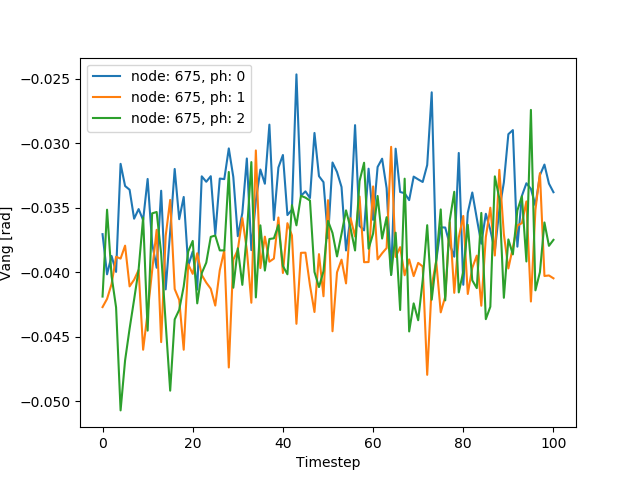 node: 675, ph: 0
node: 675, ph: 1
node: 675, ph: 2
−0.025
−0.030
−0.035
−0.040
−0.045
−0.050
Vang [rad]
0 20 40 60 80 100
Timestep